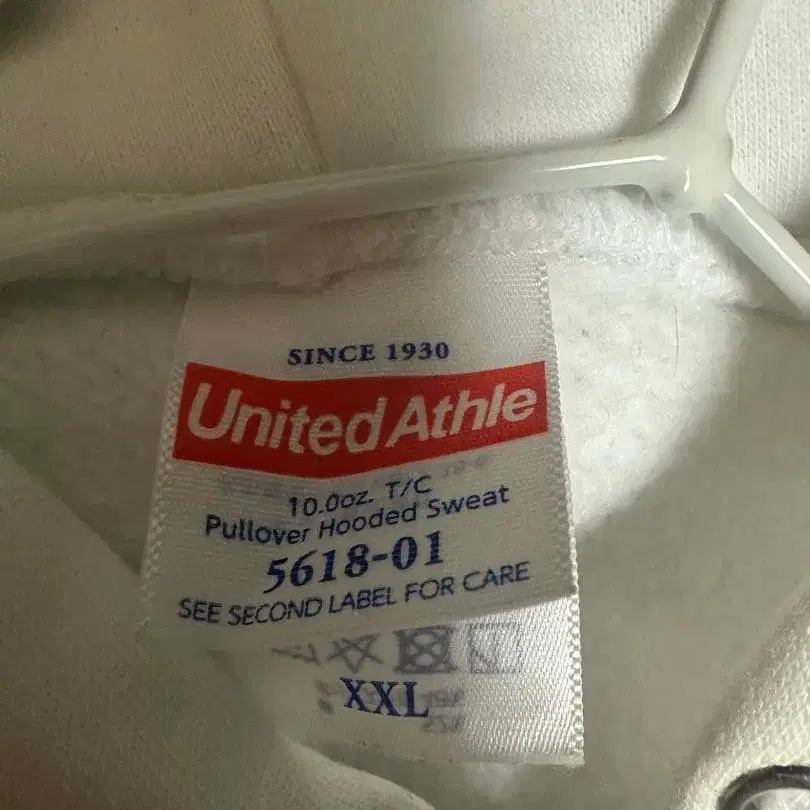 SINCE 1930
United Athle
10.0oz. T/C
Pullover Hooded Sweat
5618-01
SEE SECOND LABEL FOR CARE
XXL